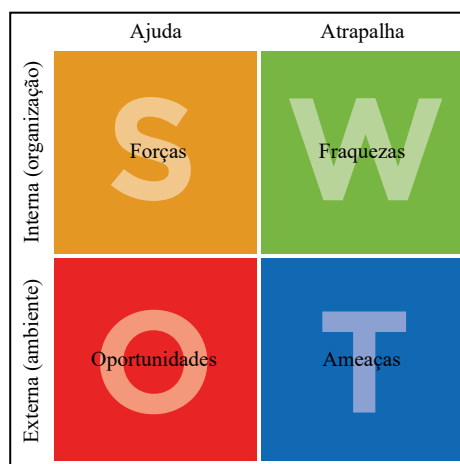 Ajuda
Atrapalha
Interna (organização)
S
Forças
W
Fraquezas
Externa (ambiente)
O
Oportunidades
T
Ameaças